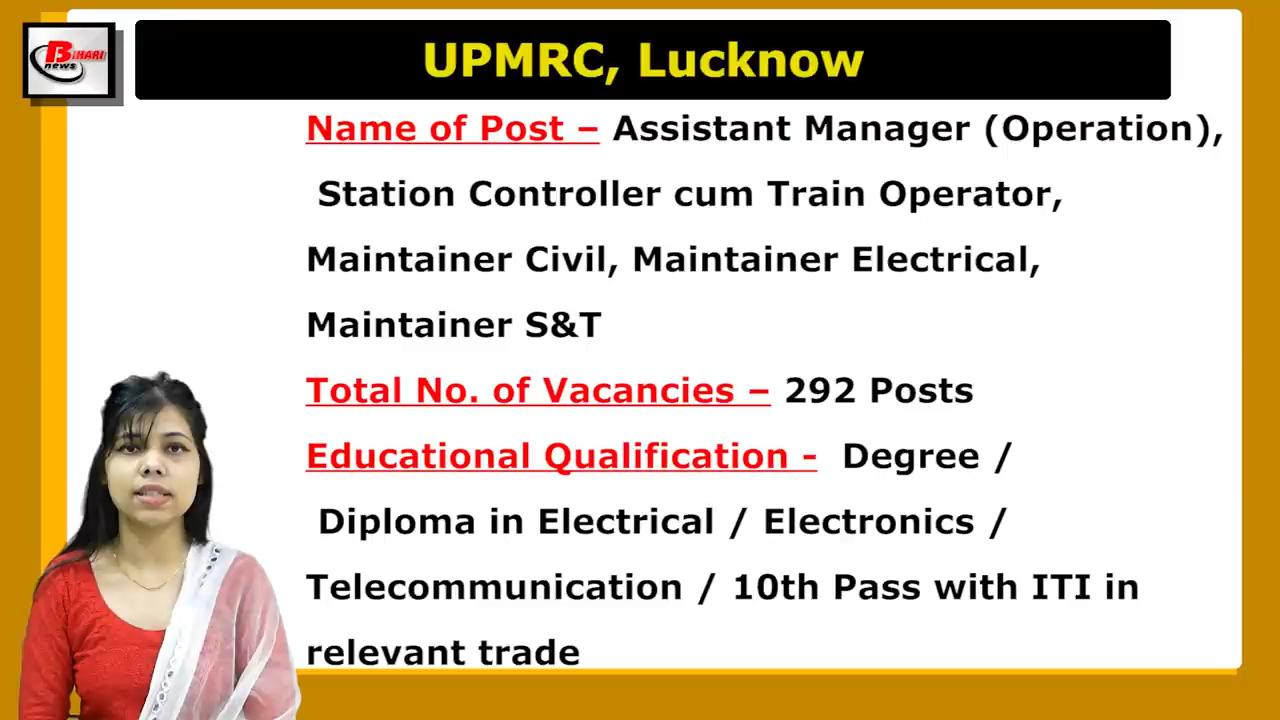 BIHARI
news
UPMRC, Lucknow
Name of Post – Assistant Manager (Operation),
Station Controller cum Train Operator,
Maintainer Civil, Maintainer Electrical,
Maintainer S&T
Total No. of Vacancies – 292 Posts
Educational Qualification - Degree /
Diploma in Electrical / Electronics /
Telecommunication / 10th Pass with ITI in
relevant trade